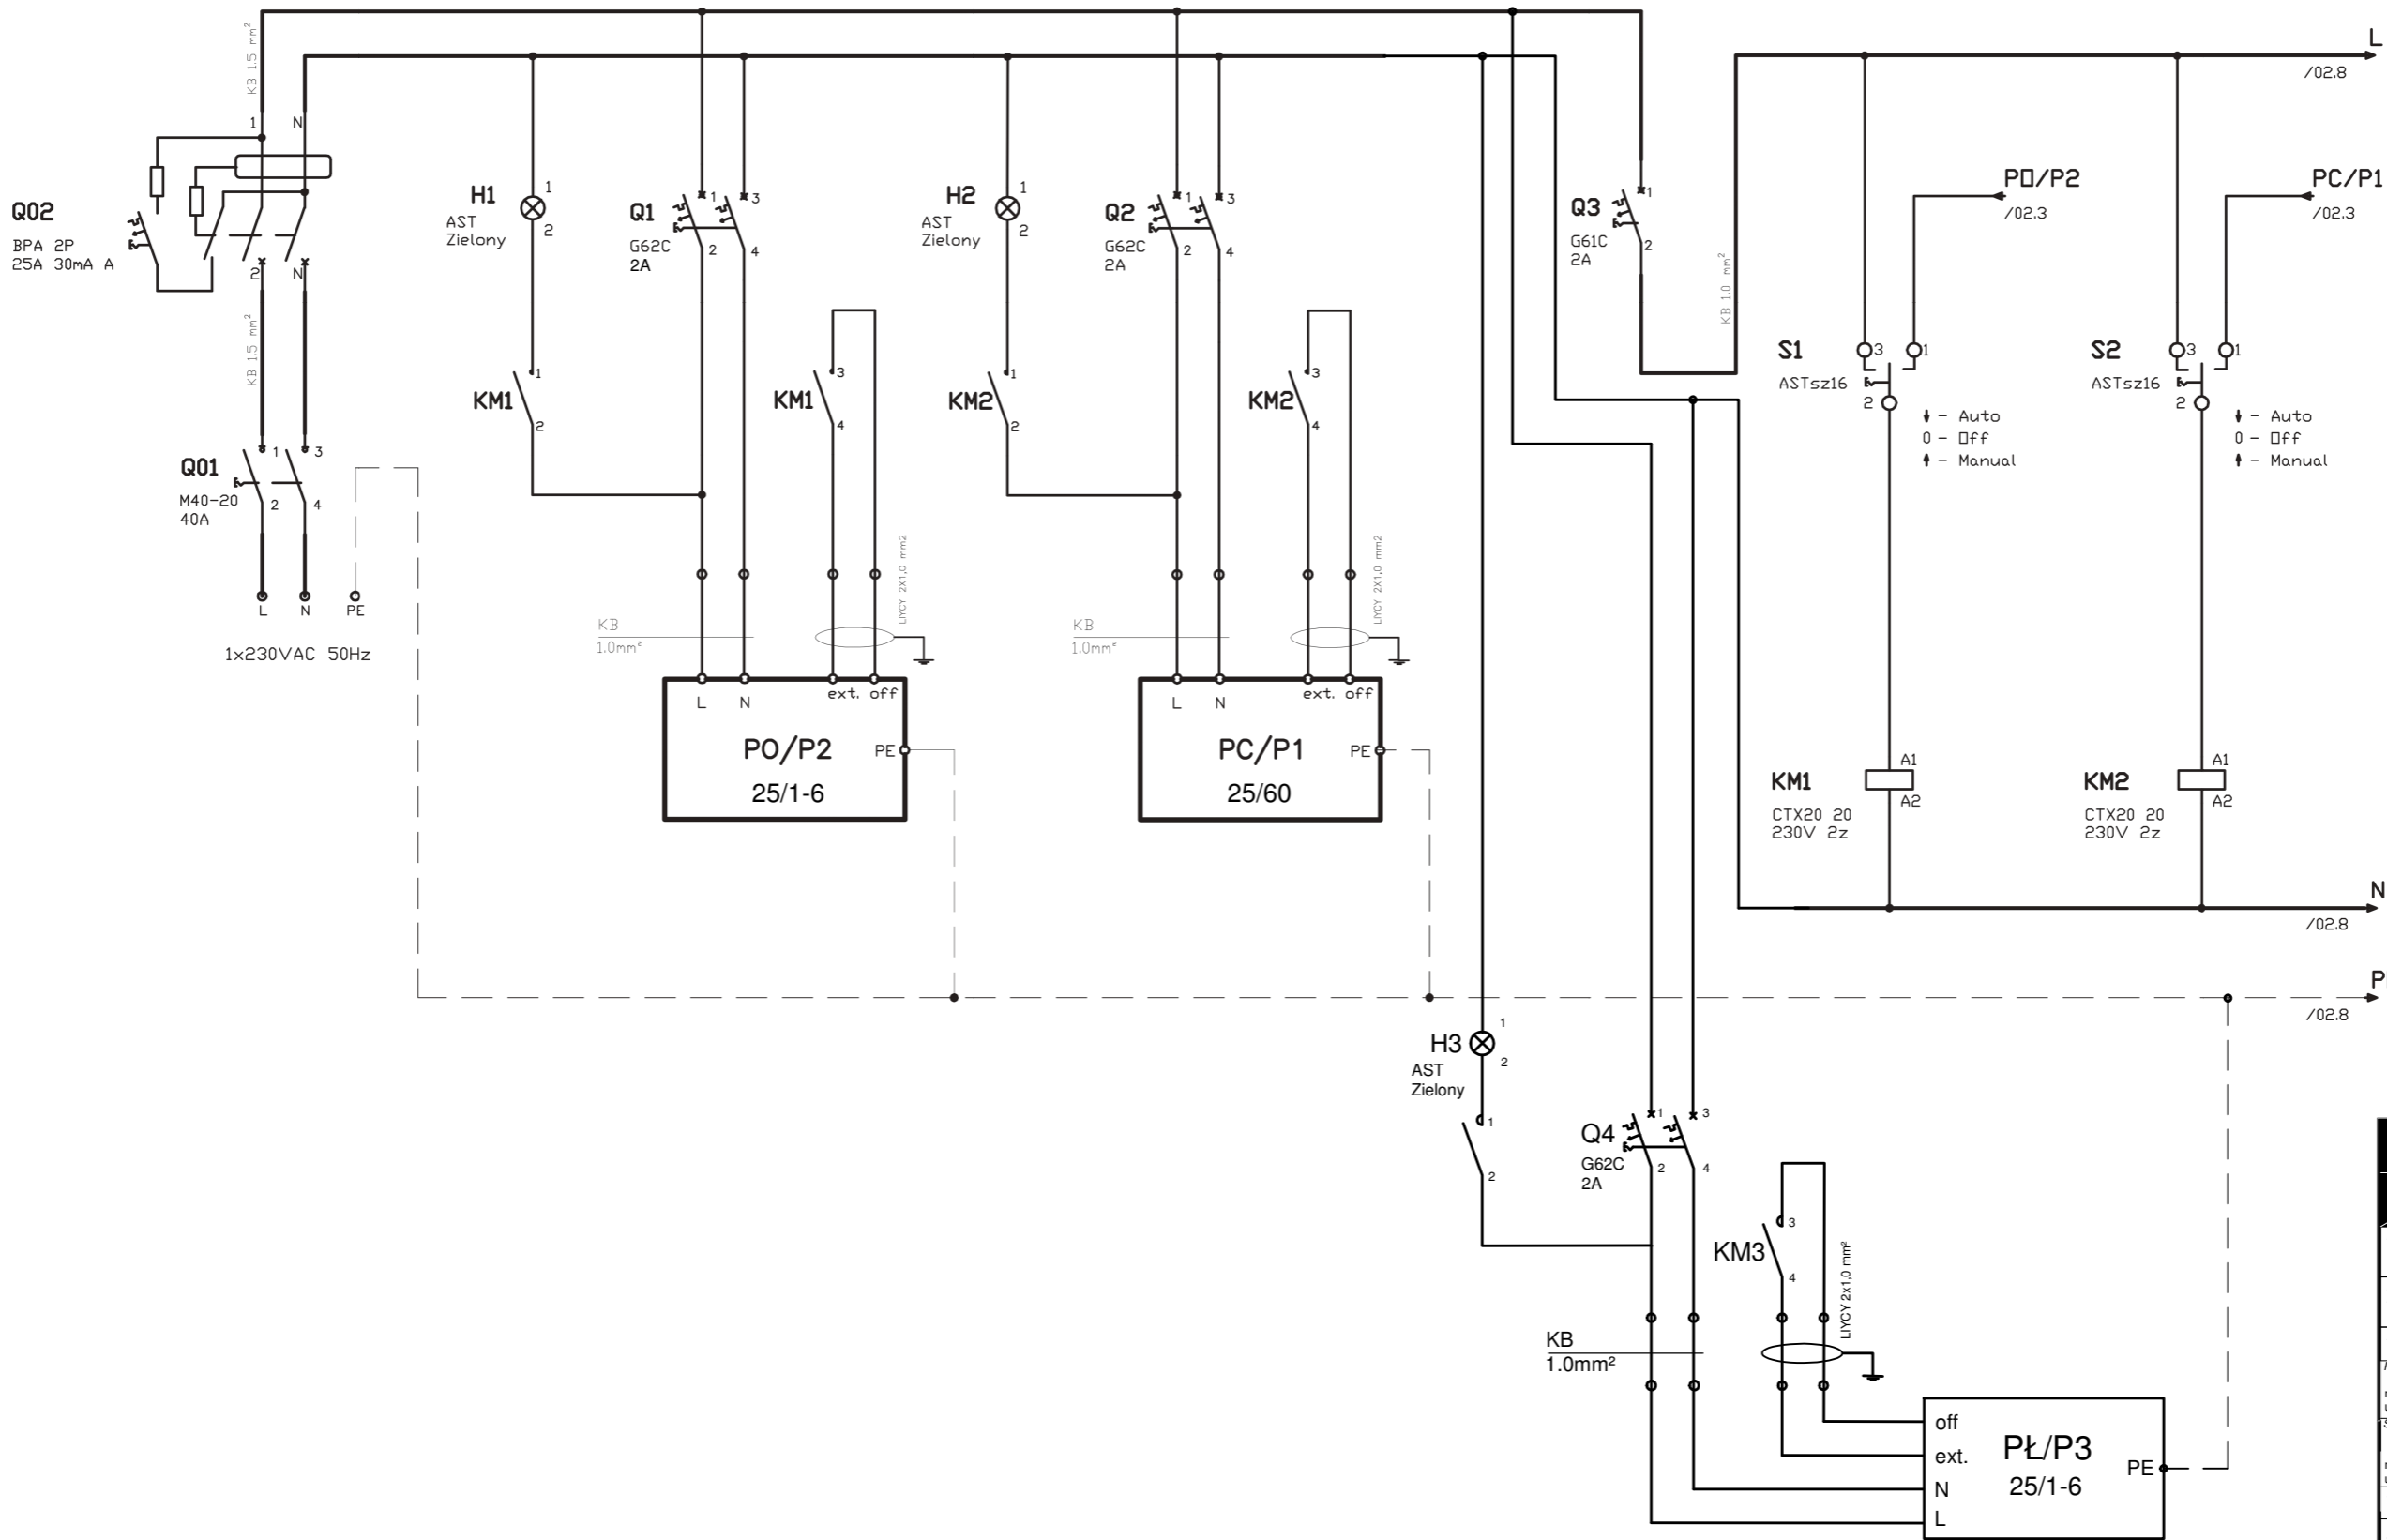 L
/02.8
KB 1.5 mm²
1
N
Q02
BPA 2P
25A 30mA A
2
N
KB 1.5 mm²
Q01
M40-20
40A
1
3
2
4
L
N
PE
1x230VAC 50Hz
H1
AST
Zielony
1
2
KM1
1
2
Q1
G62C
2A
1
3
2
4
KM1
3
4
LIYCY 2X1,0 mm2
KB
1.0mm²
L
N
ext. off
PO/P2
25/1-6
PE
H2
AST
Zielony
1
2
KM2
1
2
Q2
G62C
2A
1
3
2
4
KM2
3
4
LIYCY 2X1,0 mm2
KB
1.0mm²
L
N
ext. off
PC/P1
25/60
PE
Q3
G61C
2A
1
2
KB 1.0 mm²
PO/P2
/02.3
S1
ASTsz16
3
1
2
- Auto
0 - Off
- Manual
KM1
CTX20 20
230V 2z
A1
A2
PC/P1
/02.3
S2
ASTsz16
3
1
2
- Auto
0 - Off
- Manual
KM2
CTX20 20
230V 2z
A1
A2
N
/02.8
/02.8
H3
AST
Zielony
1
2
1
2
Q4
G62C
2A
1
3
2
4
KM3
3
4
LIYCY 2x1,0 mm²
KB
1.0mm²
off
ext.
N
L
PŁ/P3
25/1-6
PE